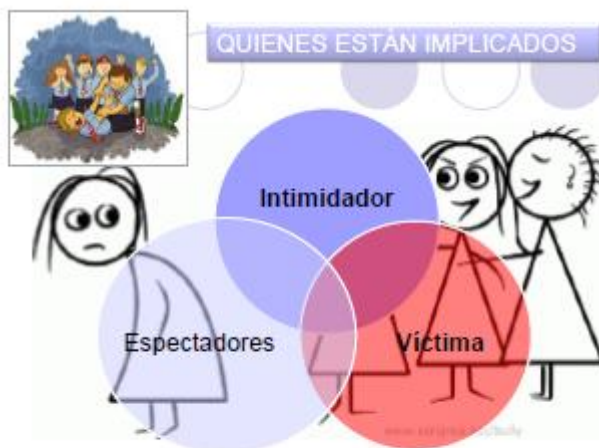 QUIENES ESTÁN IMPLICADOS
Intimidador
Espectadores
Víctima